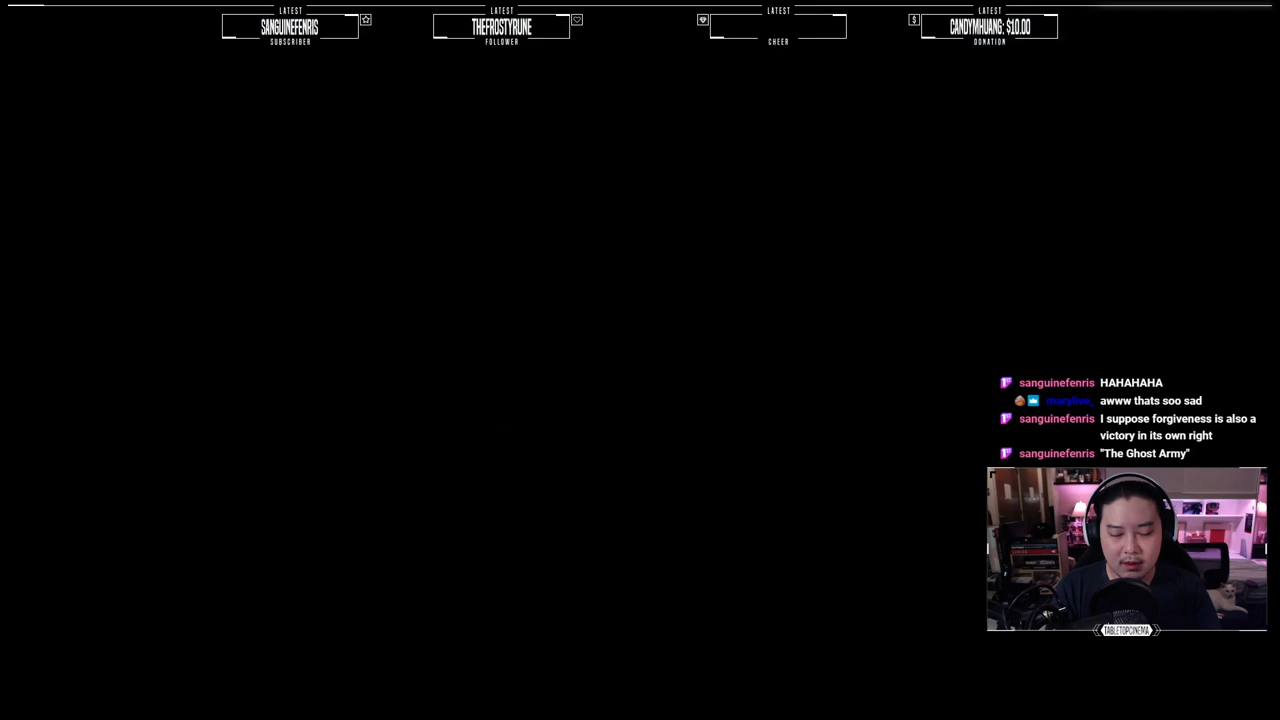 LATEST
SANGUINEFENRIS
SUBSCRIBER
LATEST
THEFROSTYRUNE
FOLLOWER
LATEST
CHEER
LATEST
CANDYMHUANG: $10.00
DONATION
sanguinefenris HAHAHAHA
marylive_ awww thats soo sad
sanguinefenris I suppose forgiveness is also a
victory in its own right
sanguinefenris "The Ghost Army"
TABLETOPCINEMA